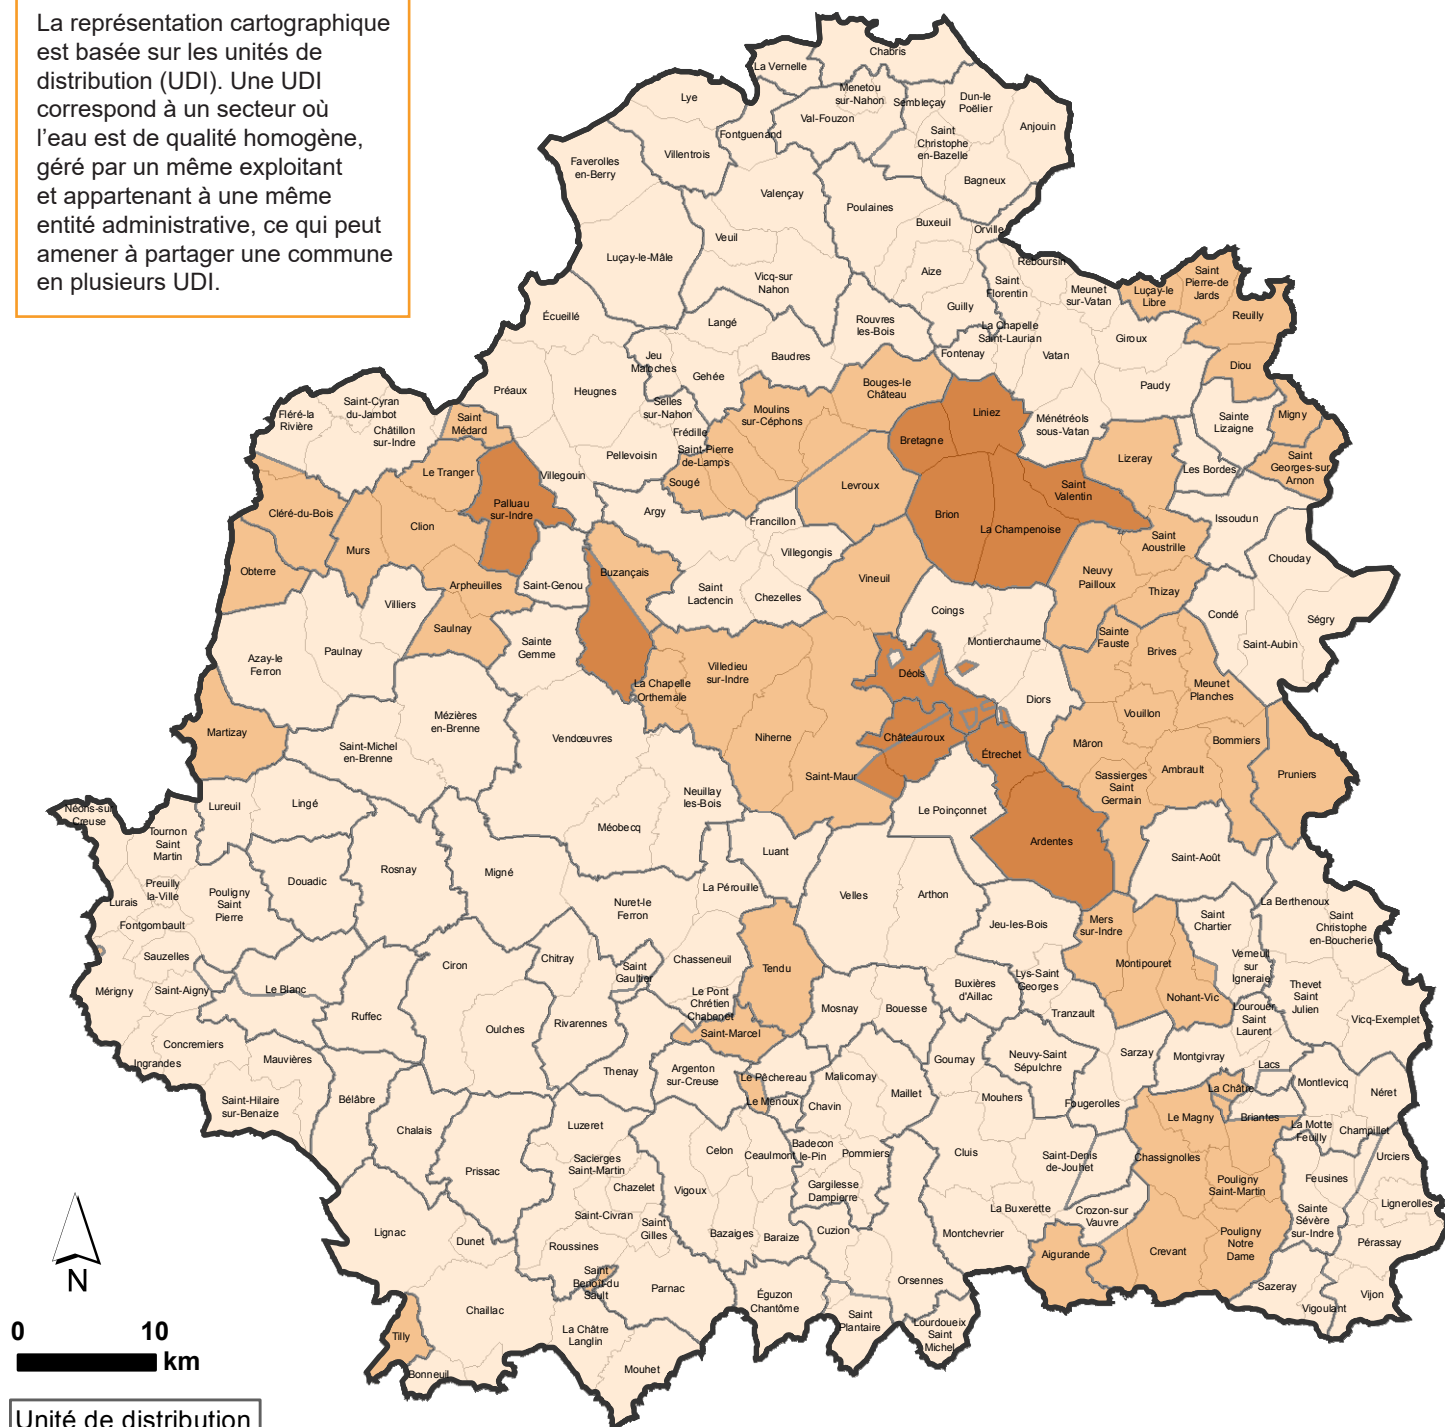 La représentation cartographique
est basée sur les unités de
distribution (UDI). Une UDI
correspond à un secteur où
l'eau est de qualité homogène,
géré par un même exploitant
et appartenant à une même
entité administrative, ce qui peut
amener à partager une commune
en plusieurs UDI.
Chabris
La Vernelle
Lye
Menetou
sur-Nahon
Sembleçay
Dun-le
Poëlier
Val-Fouzon
Anjouin
Fontguenand
Saint
Christophe
en-Bazelle
Villentrois
Faverolles
en-Berry
Bagneux
Valençay
Poulaines
Buxeuil
Orville
Veuil
Luçay-le-Mâle
Reboursin
Aize
Vicq-sur
Nahon
Saint
Florentin
Meunet
sur-Vatan
Luçay-le
Libre
Saint
Pierre-de
Jards
Guilly
Écueillé
Langé
Rouvres
les-Bois
La Chapelle
Saint-Laurian
Reuilly
Giroux
Fontenay
Vatan
Jeu
Maloches
Baudres
Diou
Gehée
Paudy
Préaux
Heugnes
Bouges-le
Château
Saint-Cyran
du-Jambot
Selles
sur-Nahon
Moulins
sur-Céphons
Liniez
Fléré-la
Rivière
Saint
Médard
Ménétréols
sous-Vatan
Sainte
Lizaigne
Migny
Châtillon
sur-Indre
Frédille
Bretagne
Saint-Pierre
de-Lamps
Pellevoisin
Lizeray
Saint
Georges-sur
Arnon
Le Tranger
Villegouin
Les Bordes
Sougé
Levroux
Saint
Valentin
Palluau
sur-Indre
Argy
Cléré-du-Bois
Francillon
Brion
La Champenoise
Issoudun
Clion
Saint
Aoustrille
Murs
Villegongis
Chouday
Obterre
Buzançais
Vineuil
Neuvy
Pailloux
Arpheuilles
Saint-Genou
Saint
Lactencin
Chezelles
Thizay
Villiers
Coings
Condé
Ségry
Saulnay
Sainte
Gemme
Montierchaume
Sainte
Fauste
Saint-Aubin
Paulnay
Brives
Azay-le
Ferron
Villedieu
sur-Indre
Déols
La Chapelle
Orthemale
Meunet
Planches
Diors
Mézières
en-Brenne
Vouillon
Martizay
Vendœuvres
Niherne
Châteauroux
Mâron
Bommiers
Saint-Michel
en-Brenne
Étrechet
Saint-Maur
Sassierges
Saint
Germain
Ambrault
Pruniers
Neuillay
les-Bois
Lureuil
Lingé
Néons-sur
Creuse
Le Poinçonnet
Méobecq
Tournon
Saint
Martin
Luant
Ardentes
Saint-Août
Rosnay
Migné
Douadic
Preuilly
la-Ville
La Pérouille
Pouligny
Saint
Pierre
Velles
Arthon
Lurais
Nuret-le
Ferron
La Berthenoux
Fontgombault
Mers
sur-Indre
Saint
Chartier
Saint
Christophe
en-Boucherie
Jeu-les-Bois
Sauzelles
Chitray
Chasseneuil
Ciron
Saint
Gaultier
Tendu
Montipouret
Verneuil
sur
Igneraie
Mérigny
Saint-Aigny
Le Blanc
Lys-Saint
Georges
Buxières
d'Aillac
Nohant-Vic
Thevet
Saint
Julien
Le Pont
Chrétien
Chabenet
Mosnay
Bouesse
Tranzault
Lourouer
Saint
Laurent
Ruffec
Oulches
Rivarennes
Vicq-Exemplet
Saint-Marcel
Concremiers
Ingrandes
Mauvières
Gournay
Neuvy-Saint
Sépulchre
Sarzay
Montgivray
Lacs
Thenay
Argenton
sur-Creuse
Le Pêchereau
Malicornay
La Châtre
Montlevicq
Néret
Saint-Hilaire
sur-Benaize
Bélâbre
Le Menoux
Chavin
Maillet
Mouhers
Fougerolles
Le Magny
Briantes
La Motte
Feuilly
Champillet
Chalais
Luzeret
Celon
Ceaulmont
Badecon
le-Pin
Pommiers
Cluis
Saint-Denis
de-Jouhet
Chassignolles
Urciers
Prissac
Sacierges
Saint-Martin
Chazelet
Vigoux
Gargilesse
Dampierre
Pouligny
Saint-Martin
Feusines
Lignerolles
Saint-Civran
Saint
Gilles
La Buxerette
Crozon-sur
Vauvre
Sainte
Sévère
sur-Indre
Lignac
Dunet
Roussines
Bazaiges
Baraize
Cuzion
Montchevrier
Aigurande
Crevant
Pouligny
Notre
Dame
Pérassay
Saint
Benoît-du
Sault
Parnac
Orsennes
Sazeray
Éguzon
Chantôme
Vigoulant
Vijon
Chaillac
Saint
Plantaire
Lourdoueix
Saint
Michel
La Châtre
Langlin
Tilly
Mouhet
Bonneuil
N
0 10
km
Unité de distribution